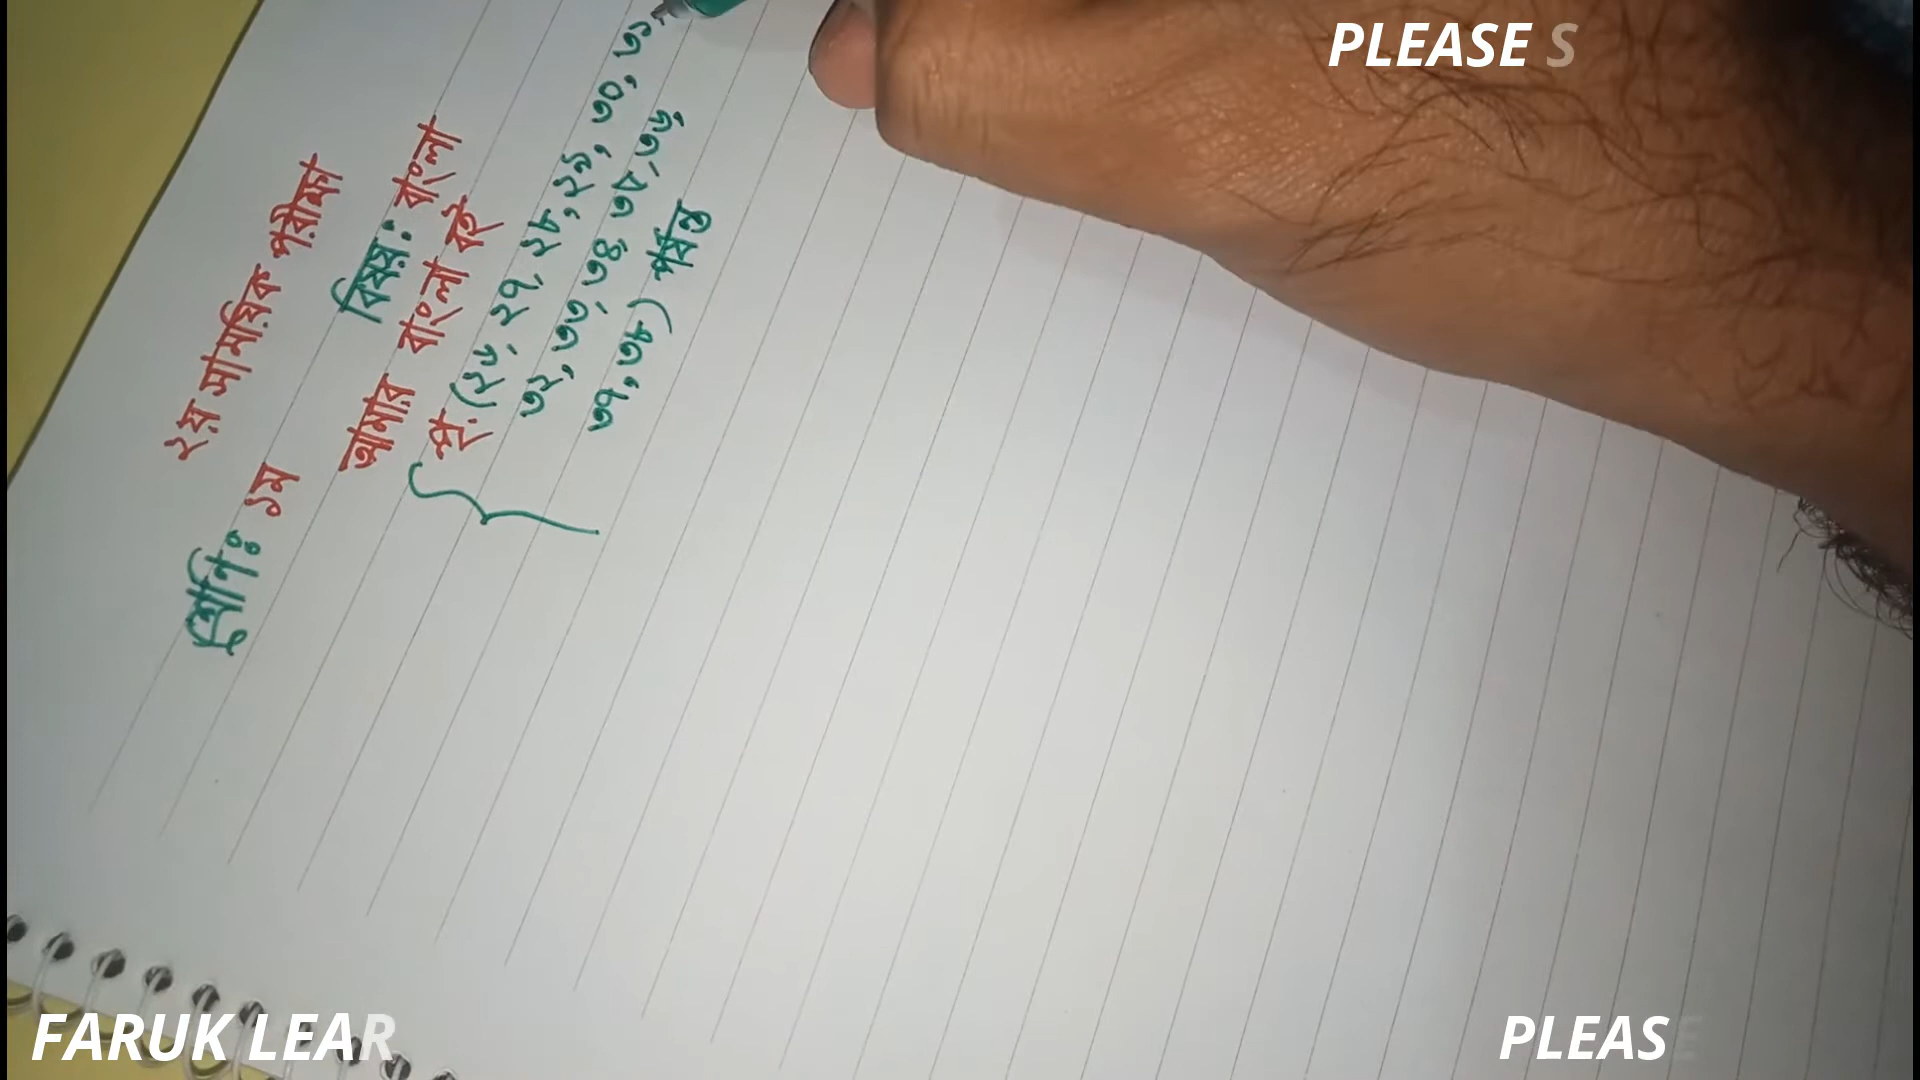 ২য় সাময়িক পরীক্ষা
শ্রেণিঃ ১ম
বিষয়: বাংলা
আমার বাংলা বই
পৃ. (২৬, ২৭, ২৮, ২৯, ৩০, ৩১
৩২, ৩৩, ৩৪, ৩৫, ৩৬,
৩৭, ৩৮) পর্যন্ত
PLEASE S
FARUK LEAR
PLEAS